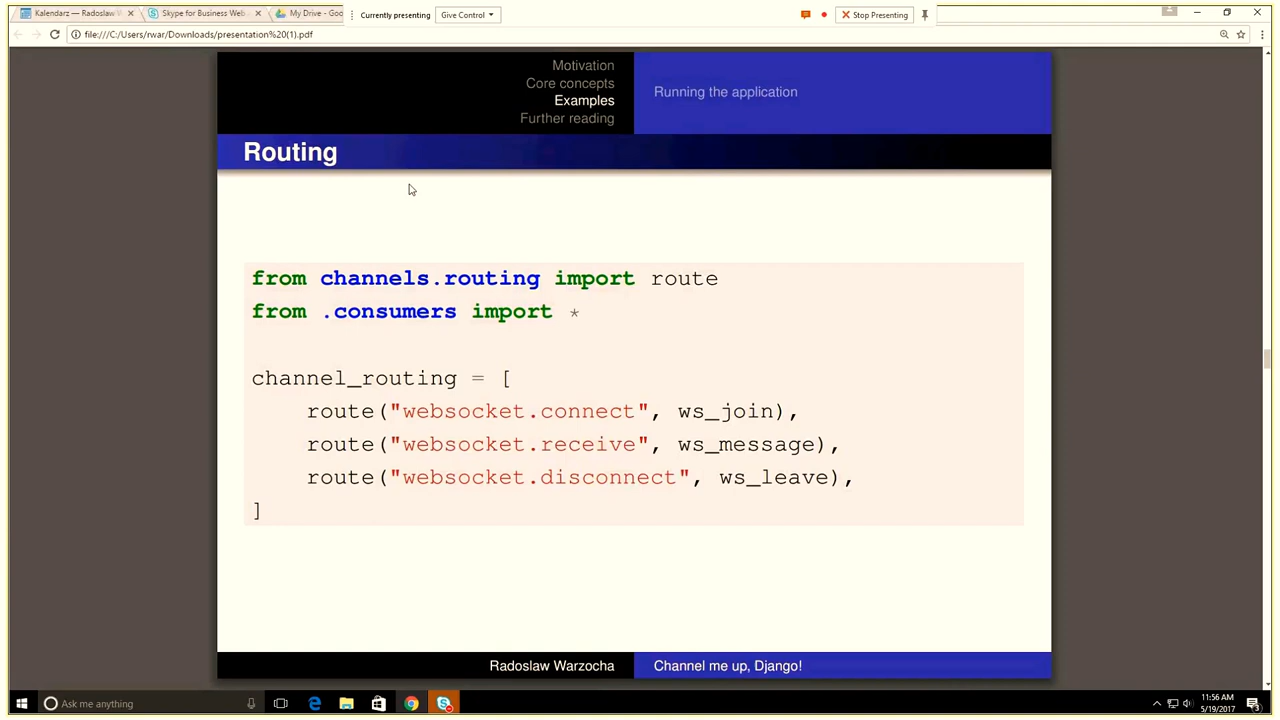 Kalendarz — Radoslaw W
Skype for Business Web
My Drive - Goo
Currently presenting
Give Control
Stop Presenting
file:///C:/Users/rwar/Downloads/presentation%20(1).pdf
Motivation
Core concepts
Examples
Further reading
Running the application
Routing
from channels.routing import route
from .consumers import *
channel_routing = [
route("websocket.connect", ws_join),
route("websocket.receive", ws_message),
route("websocket.disconnect", ws_leave),
]
Radoslaw Warzocha
Channel me up, Django!
Ask me anything
11:56 AM
5/19/2017
3